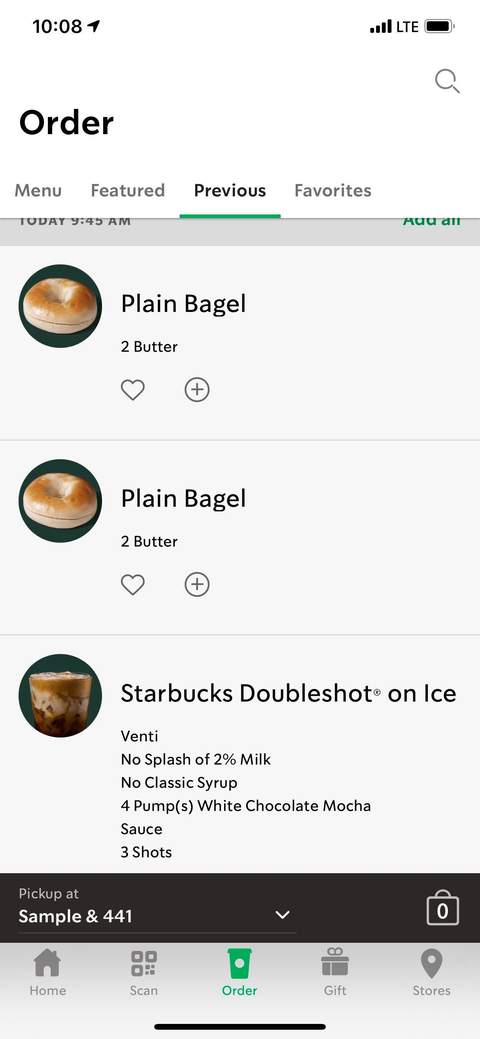 10:08
LTE
Order
Menu Featured Previous Favorites
TODAY 9:45 AM Add all
Plain Bagel
2 Butter
Plain Bagel
2 Butter
Starbucks Doubleshot® on Ice
Venti
No Splash of 2% Milk
No Classic Syrup
4 Pump(s) White Chocolate Mocha
Sauce
3 Shots
Pickup at
Sample & 441
0
Home Scan Order Gift Stores